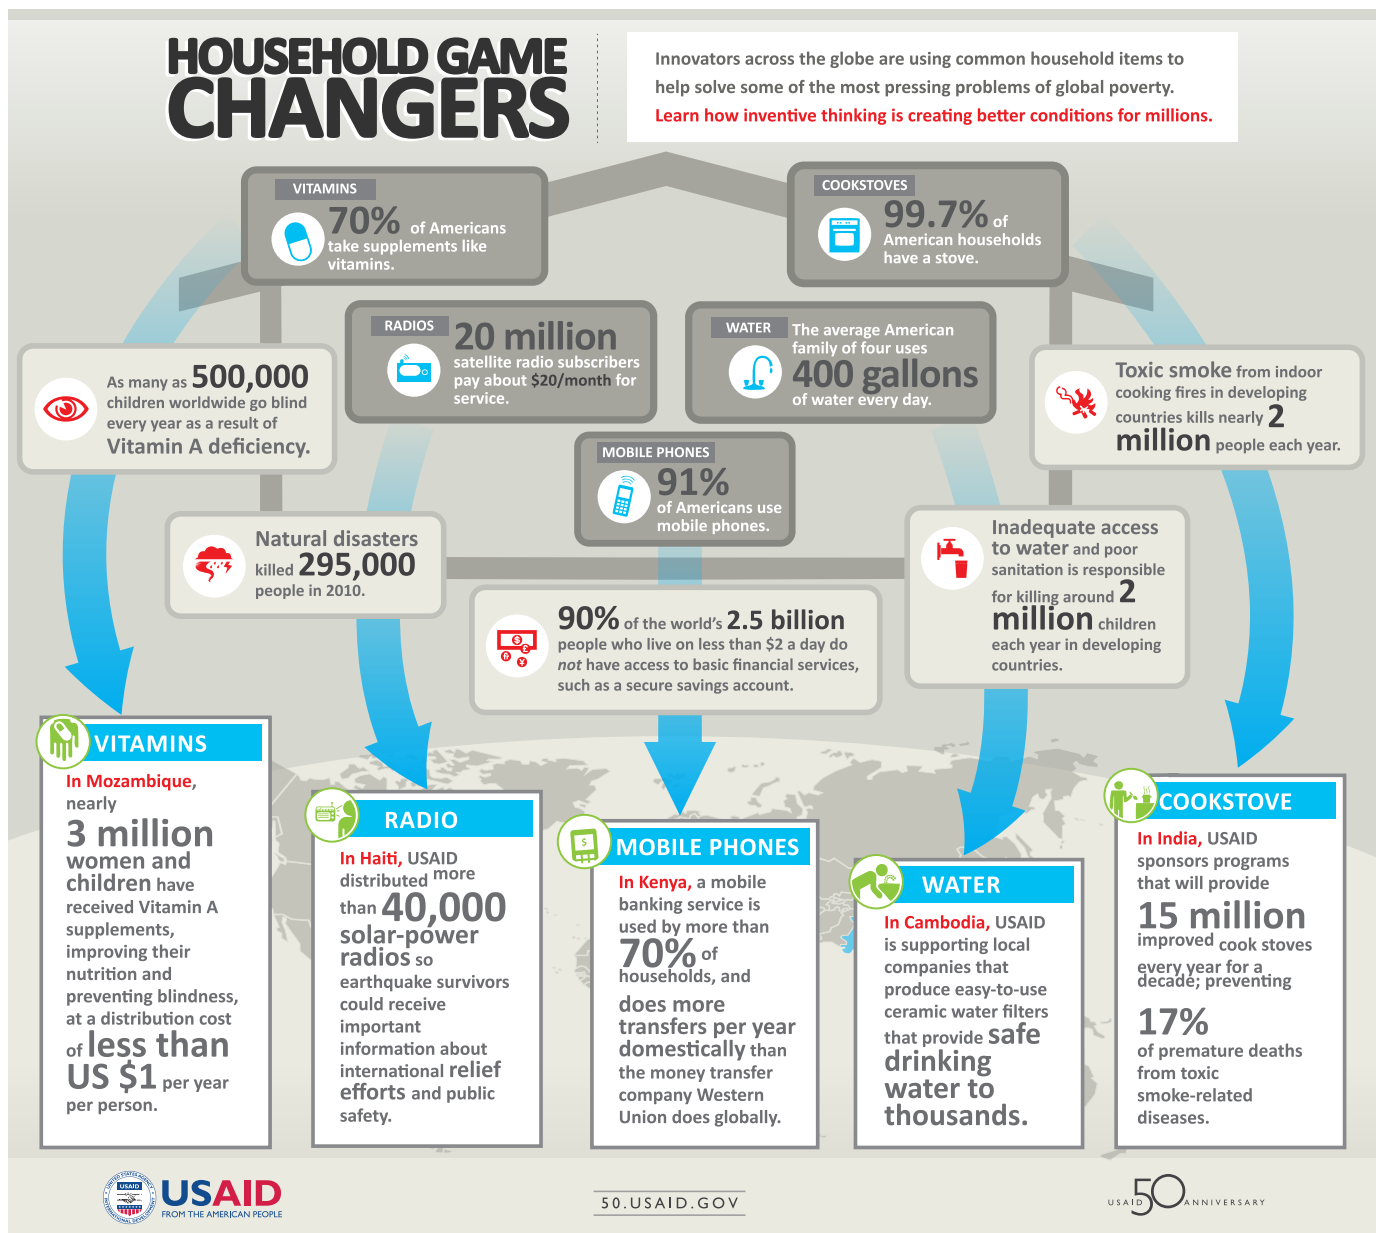 HOUSEHOLD GAME
CHANGERS
Innovators across the globe are using common household items to
help solve some of the most pressing problems of global poverty.
Learn how inventive thinking is creating better conditions for millions.
VITAMINS
70% of Americans
take supplements like
vitamins.
COOKSTOVES
99.7% of
American households
have a stove.
RADIOS
20 million
satellite radio subscribers
pay about $20/month for
service.
WATER
The average American
family of four uses
400 gallons
of water every day.
MOBILE PHONES
91%
of Americans use
mobile phones.
As many as 500,000
children worldwide go blind
every year as a result of
Vitamin A deficiency.
Toxic smoke from indoor
cooking fires in developing
countries kills nearly 2
million people each year.
Natural disasters
killed 295,000
people in 2010.
Inadequate access
to water and poor
sanitation is responsible
for killing around 2
million children
each year in developing
countries.
90% of the world's 2.5 billion
people who live on less than $2 a day do
not have access to basic financial services,
such as a secure savings account.
VITAMINS
In Mozambique,
nearly
3 million
women and
children have
received Vitamin A
supplements,
improving their
nutrition and
preventing blindness,
at a distribution cost
of less than
US $1 per year
per person.
RADIO
In Haiti, USAID
distributed more
than 40,000
solar-power
radios so
earthquake survivors
could receive
important
information about
international relief
efforts and public
safety.
MOBILE PHONES
In Kenya, a mobile
banking service is
used by more than
70% of
households, and
does more
transfers per year
domestically than
the money transfer
company Western
Union does globally.
WATER
In Cambodia, USAID
is supporting local
companies that
produce easy-to-use
ceramic water filters
that provide safe
drinking
water to
thousands.
COOKSTOVE
In India, USAID
sponsors programs
that will provide
15 million
improved cook stoves
every year for a
decade; preventing
17%
of premature deaths
from toxic
smoke-related
diseases.
USAID
USAID
FROM THE AMERICAN PEOPLE
50.USAID.GOV
USAID 50 ANNIVERSARY